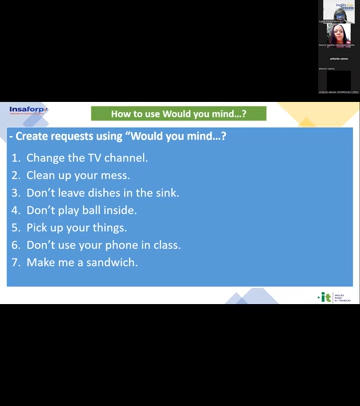 Insaforp
How to use Would you mind…?
- Create requests using “Would you mind…?
1. Change the TV channel.
2. Clean up your mess.
3. Don’t leave dishes in the sink.
4. Don’t play ball inside.
5. Pick up your things.
6. Don’t use your phone in class.
7. Make me a sandwich.
it